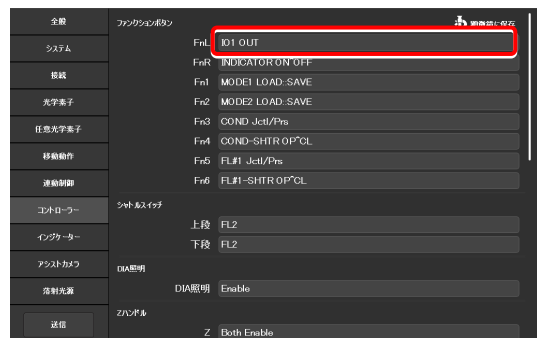 全般
システム
接続
光学素子
任意光学素子
移動動作
連動制御
コントローラー
インジケーター
アシストカメラ
落射光源
送信
ファンクションボタン
顕微鏡に保存
FnL IO1 OUT
FnR INDICATOR ON^OFF
Fn1 MODE1 LOAD::SAVE
Fn2 MODE2 LOAD::SAVE
Fn3 COND Jctl/Prs
Fn4 COND-SHTR OP^CL
Fn5 FL#1 Jctl/Prs
Fn6 FL#1-SHTR OP^CL
シャトルスイッチ
上段 FL2
下段 FL2
DIA照明
DIA照明 Enable
Zハンドル
Z Both Enable